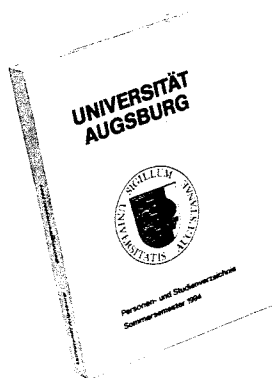 UNIVERSITÄT
AUGSBURG
SIGILLUM
UNIVERSITATIS
AUGUSTANAE
Personen- und Studienverzeichnis
Sommersemester 1994